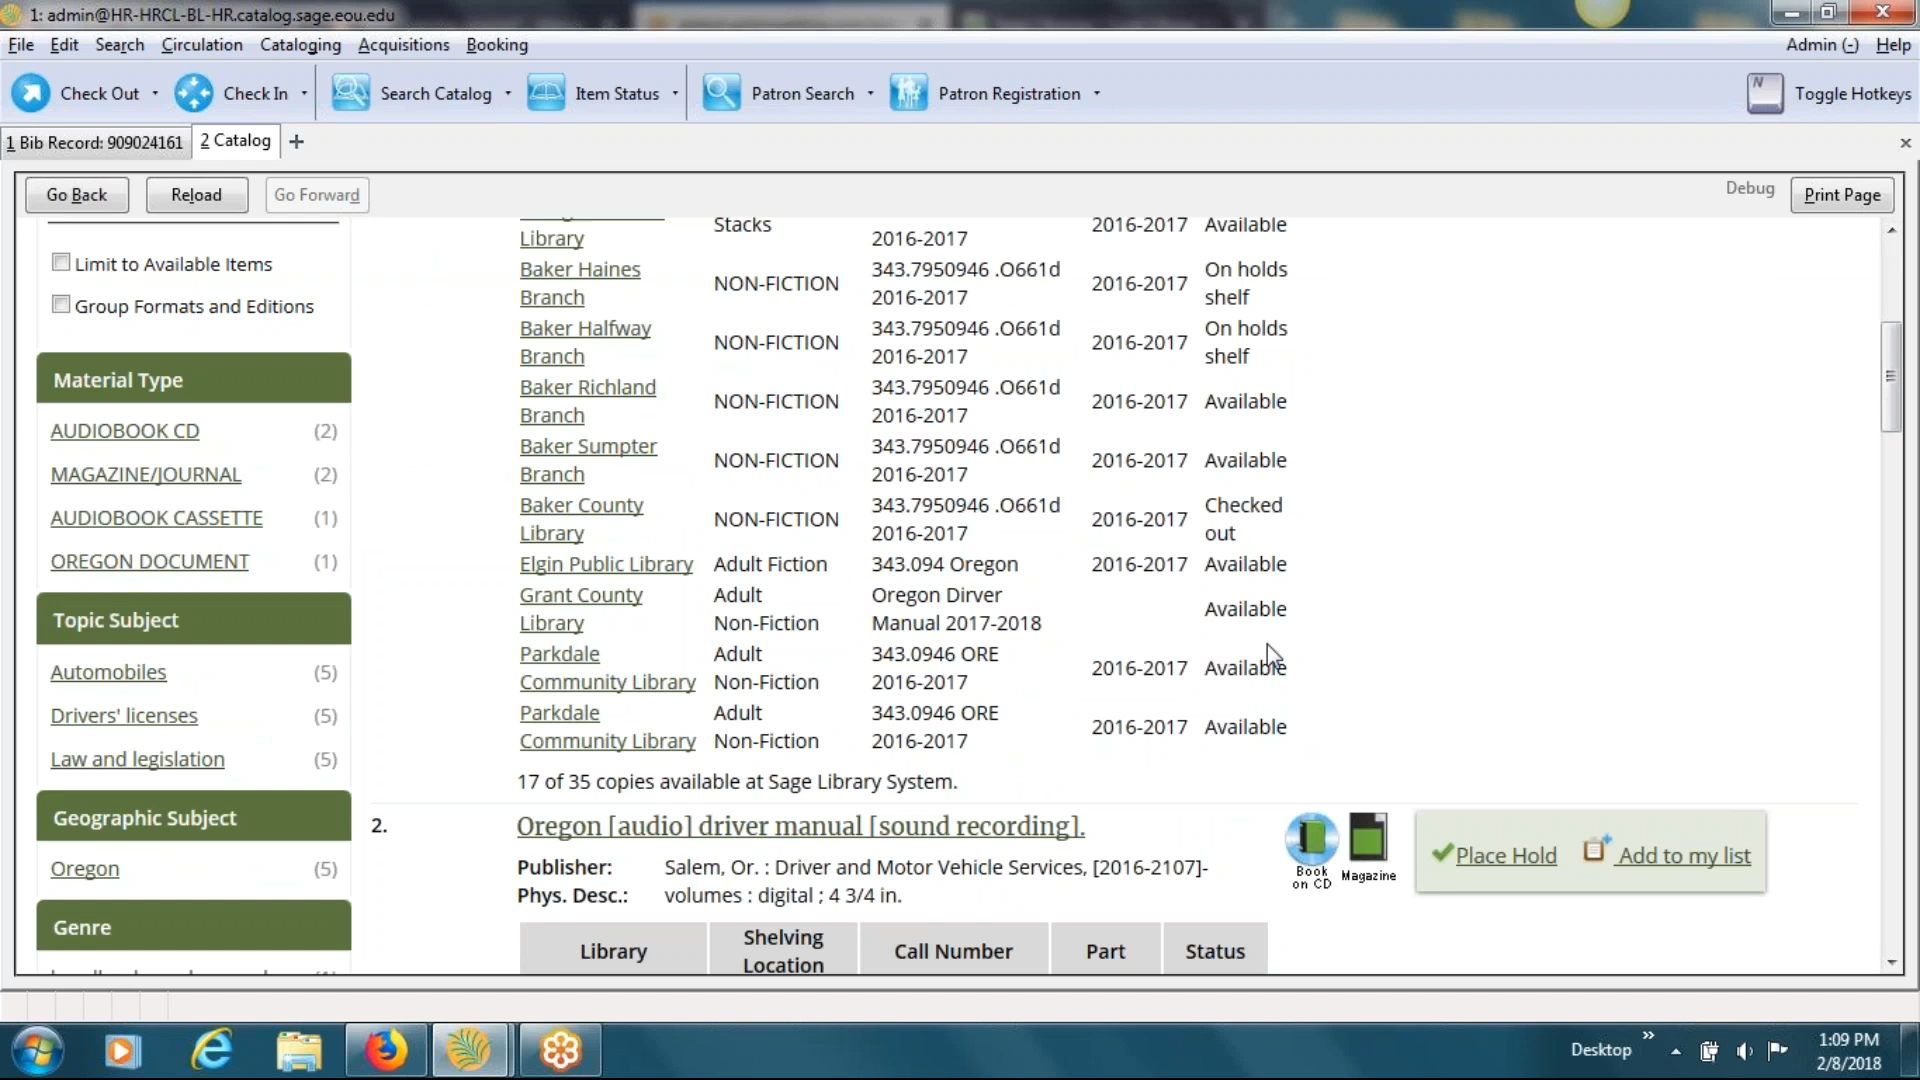 1: admin@HR-HRCL-BL-HR.catalog.sage.eou.edu
File Edit Search Circulation Cataloging Acquisitions Booking Admin (-) Help
Check Out Check In Search Catalog Item Status Patron Search Patron Registration N Toggle Hotkeys
1 Bib Record: 909024161 2 Catalog
Go Back Reload Go Forward Debug Print Page
Limit to Available Items
Group Formats and Editions
Material Type
AUDIOBOOK CD (2)
MAGAZINE/JOURNAL (2)
AUDIOBOOK CASSETTE (1)
OREGON DOCUMENT (1)
Topic Subject
Automobiles (5)
Drivers' licenses (5)
Law and legislation (5)
Geographic Subject
Oregon (5)
Genre
Stacks 2016-2017 Available
Library 2016-2017
Baker Haines 343.7950946 .O661d On holds
NON-FICTION 2016-2017
Branch 2016-2017 shelf
Baker Halfway 343.7950946 .O661d On holds
NON-FICTION 2016-2017
Branch 2016-2017 shelf
Baker Richland 343.7950946 .O661d
NON-FICTION 2016-2017 Available
Branch 2016-2017
Baker Sumpter 343.7950946 .O661d
NON-FICTION 2016-2017 Available
Branch 2016-2017
Baker County 343.7950946 .O661d Checked
NON-FICTION 2016-2017
Library 2016-2017 out
Elgin Public Library Adult Fiction 343.094 Oregon 2016-2017 Available
Grant County Adult Oregon Dirver
Available
Library Non-Fiction Manual 2017-2018
Parkdale Adult 343.0946 ORE
2016-2017 Available
Community Library Non-Fiction 2016-2017
Parkdale Adult 343.0946 ORE
2016-2017 Available
Community Library Non-Fiction 2016-2017
17 of 35 copies available at Sage Library System.
2. Oregon [audio] driver manual [sound recording].
Publisher: Salem, Or. : Driver and Motor Vehicle Services, [2016-2107]-
Phys. Desc.: volumes : digital ; 4 3/4 in.
Book
on CD Magazine
Place Hold Add to my list
Library Shelving Location Call Number Part Status
Desktop
1:09 PM
2/8/2018